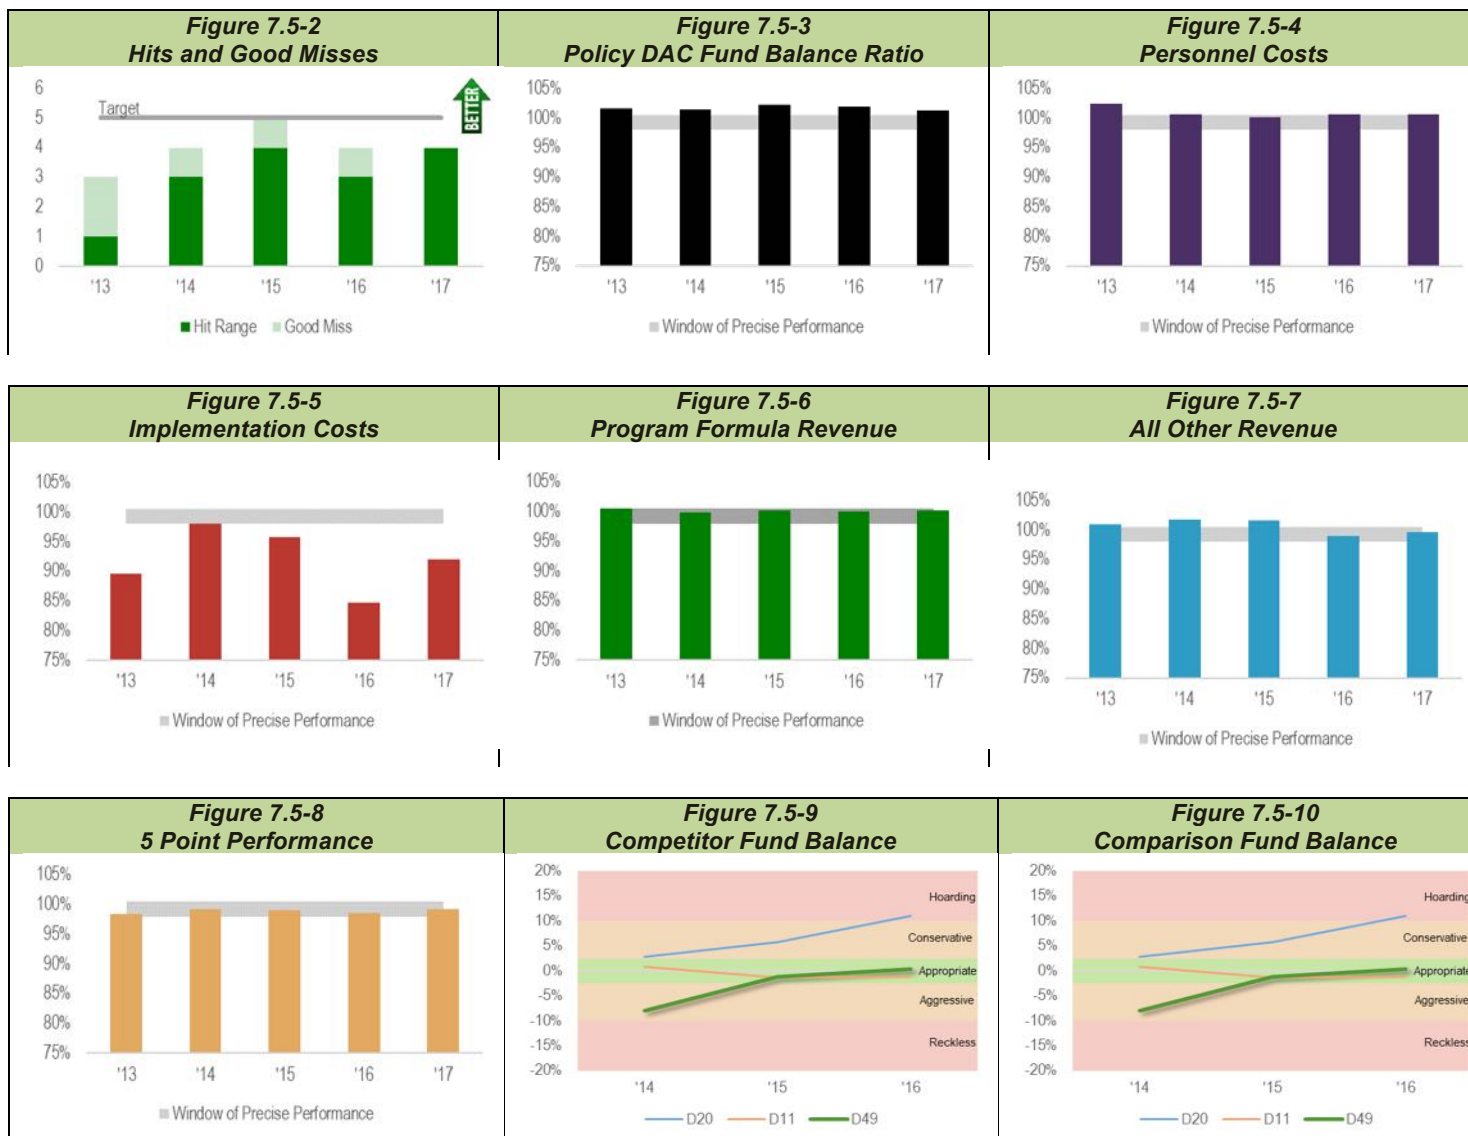 Figure 7.5-2
Hits and Good Misses
6
5
4
3
2
1
0
Target
BETTER
'13 '14 '15 '16 '17
Hit Range Good Miss
Figure 7.5-3
Policy DAC Fund Balance Ratio
105%
100%
95%
90%
85%
80%
75%
'13 '14 '15 '16 '17
Window of Precise Performance
Figure 7.5-4
Personnel Costs
105%
100%
95%
90%
85%
80%
75%
'13 '14 '15 '16 '17
Window of Precise Performance
Figure 7.5-5
Implementation Costs
105%
100%
95%
90%
85%
80%
75%
'13 '14 '15 '16 '17
Window of Precise Performance
Figure 7.5-6
Program Formula Revenue
105%
100%
95%
90%
85%
80%
75%
'13 '14 '15 '16 '17
Window of Precise Performance
Figure 7.5-7
All Other Revenue
105%
100%
95%
90%
85%
80%
75%
'13 '14 '15 '16 '17
Window of Precise Performance
Figure 7.5-8
5 Point Performance
105%
100%
95%
90%
85%
80%
75%
'13 '14 '15 '16 '17
Window of Precise Performance
Figure 7.5-9
Competitor Fund Balance
20%
15%
10%
5%
0%
-5%
-10%
-15%
-20%
Hoarding
Conservative
Appropriate
Aggressive
Reckless
'14 '15 '16
D20 D11 D49
Figure 7.5-10
Comparison Fund Balance
20%
15%
10%
5%
0%
-5%
-10%
-15%
-20%
Hoarding
Conservative
Appropriate
Aggressive
Reckless
'14 '15 '16
D20 D11 D49